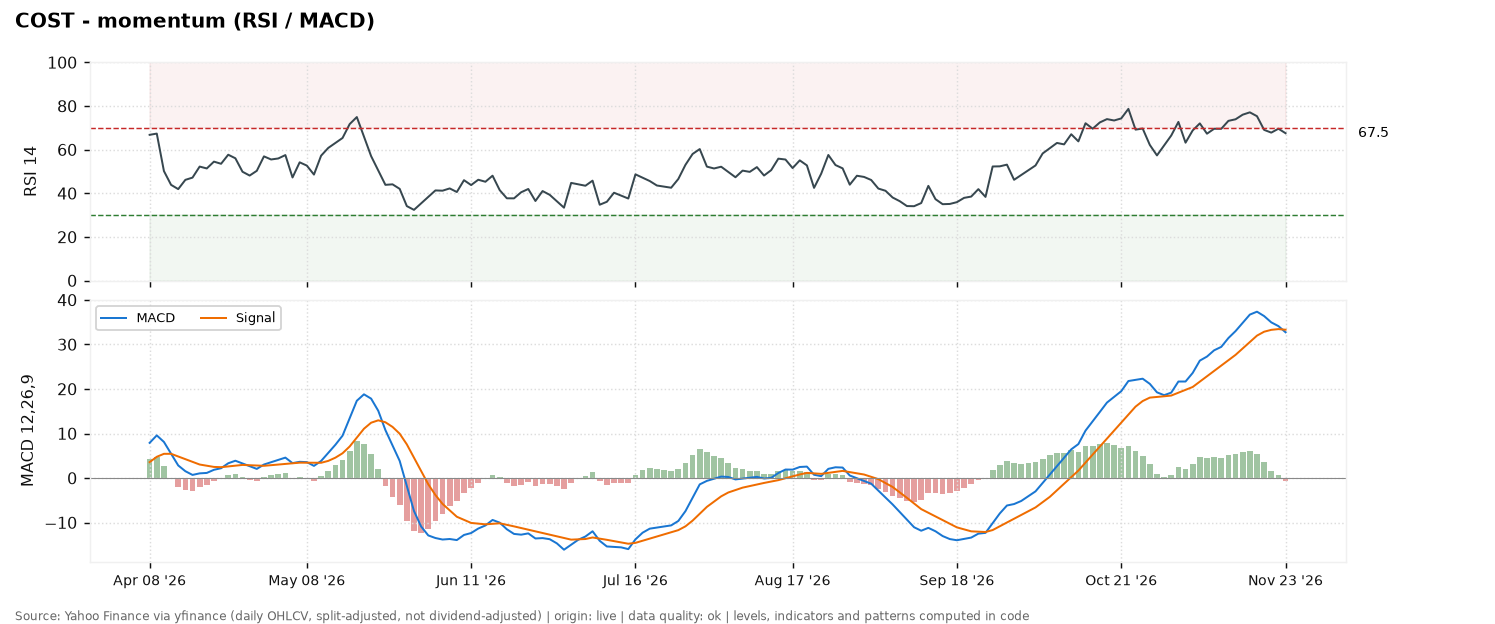 COST - momentum (RSI / MACD)
100
80
60
40
20
0
RSI 14
67.5
40
30
20
10
0
−10
MACD 12,26,9
MACD Signal
Apr 08 '26 May 08 '26 Jun 11 '26 Jul 16 '26 Aug 17 '26 Sep 18 '26 Oct 21 '26 Nov 23 '26
Source: Yahoo Finance via yfinance (daily OHLCV, split-adjusted, not dividend-adjusted) | origin: live | data quality: ok | levels, indicators and patterns computed in code